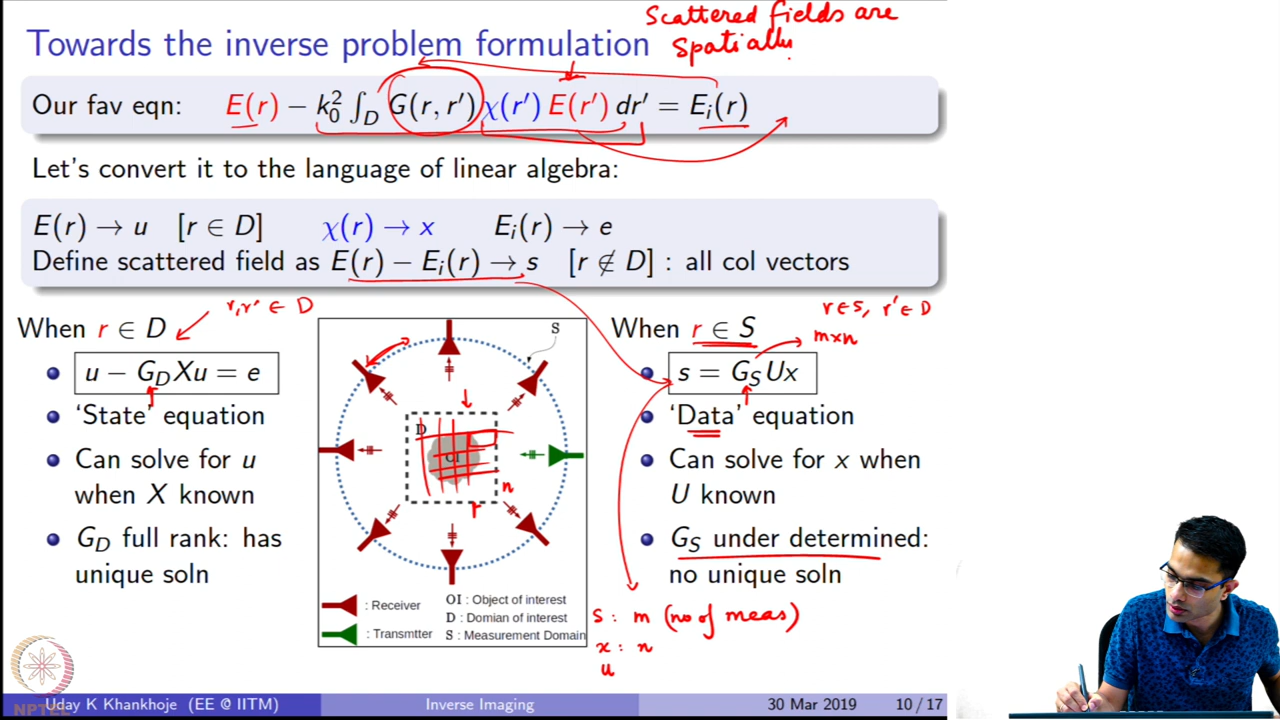 Scattered fields are
spatially
Towards the inverse problem formulation
Our fav eqn: E(r) − k₀² ∫_D G(r, r′) χ(r′) E(r′) dr′ = E_i(r)
Let's convert it to the language of linear algebra:
E(r) → u [r ∈ D] χ(r) → x E_i(r) → e
Define scattered field as E(r) − E_i(r) → s [r ∉ D] : all col vectors
r,r' ∈ D
When r ∈ D
u − G_D Xu = e
'State' equation
Can solve for u
when X known
G_D full rank: has
unique soln
S
D
OI
n
r
: Receiver
: Transmtter
OI : Object of interest
D : Domian of interest
S : Measurement Domain
r∈S, r'∈D
When r ∈ S
m×n
s = G_S Ux
'Data' equation
Can solve for x when
U known
G_S under determined:
no unique soln
s : m (no of meas)
x : n
u
NPTEL
Uday K Khankhoje (EE @ IITM) Inverse Imaging 30 Mar 2019 10 / 17